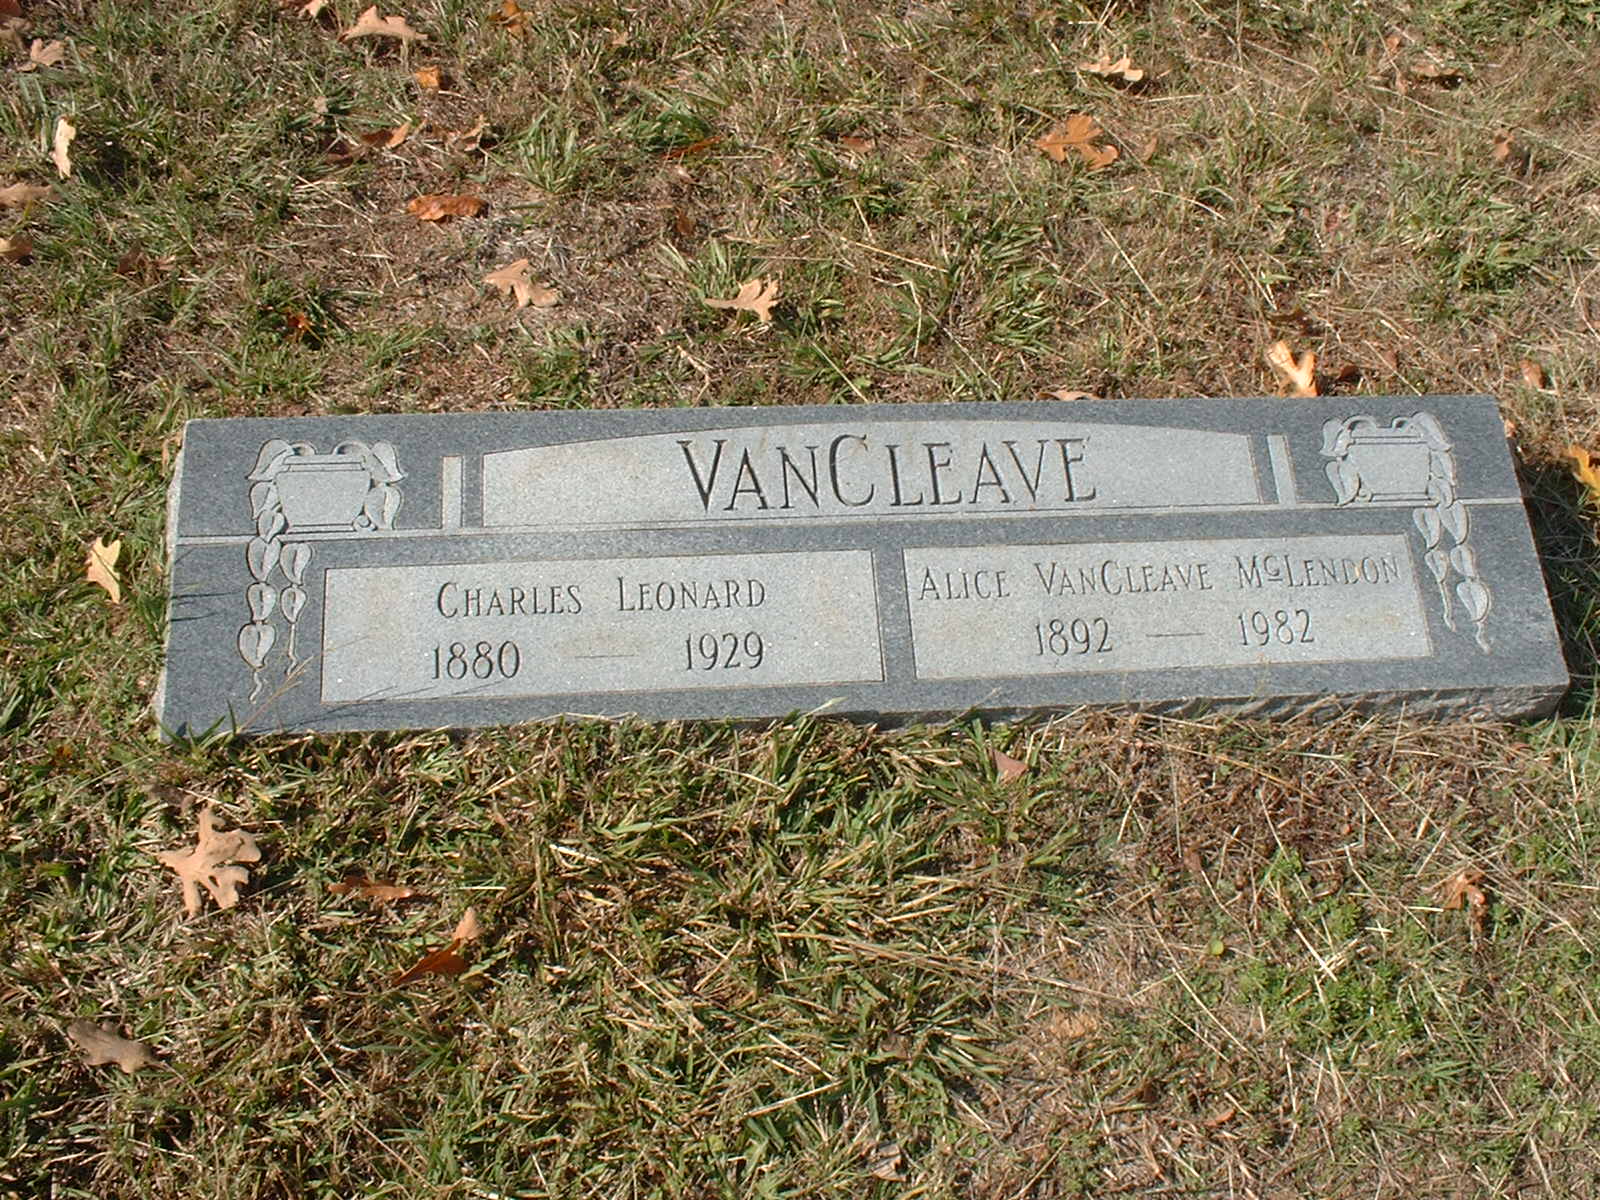 VANCLEAVE
CHARLES LEONARD
1880 — 1929
ALICE VANCLEAVE McLENDON
1892 — 1982